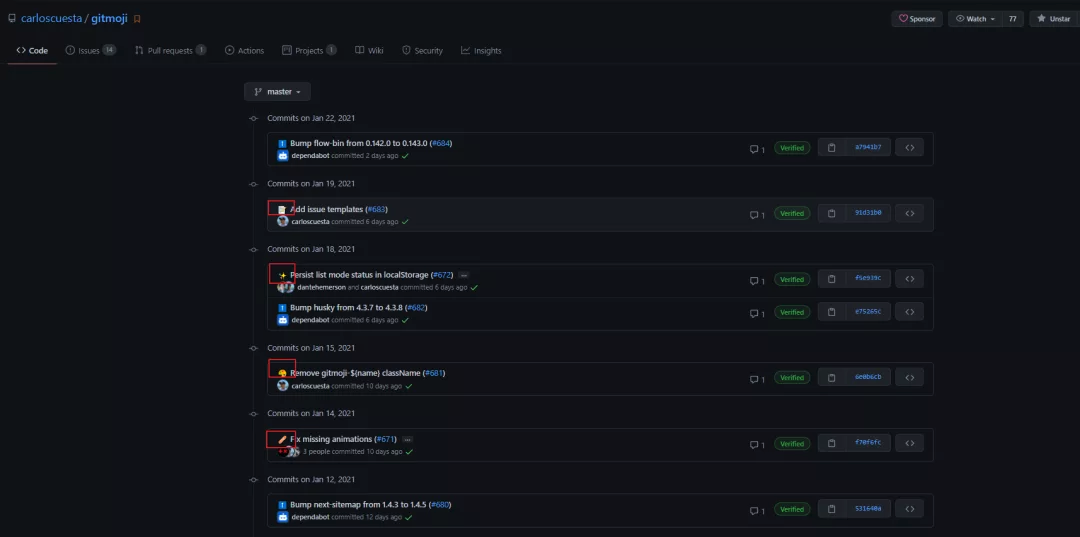 carloscuesta / gitmoji
Sponsor
Watch
77
Unstar
Code
Issues 14
Pull requests 1
Actions
Projects 1
Wiki
Security
Insights
master
Commits on Jan 22, 2021
Bump flow-bin from 0.142.0 to 0.143.0 (#684)
dependabot committed 2 days ago
1
Verified
a7941b7
Commits on Jan 19, 2021
Add issue templates (#683)
carloscuesta committed 6 days ago
1
Verified
91d31b0
Commits on Jan 18, 2021
Persist list mode status in localStorage (#672)
dantehemerson and carloscuesta committed 6 days ago
1
Verified
f5e939c
Bump husky from 4.3.7 to 4.3.8 (#682)
dependabot committed 6 days ago
1
Verified
e75265c
Commits on Jan 15, 2021
Remove gitmoji-${name} className (#681)
carloscuesta committed 10 days ago
1
Verified
6e0b6cb
Commits on Jan 14, 2021
Fix missing animations (#671)
3 people committed 10 days ago
1
Verified
f70f6fc
Commits on Jan 12, 2021
Bump next-sitemap from 1.4.3 to 1.4.5 (#680)
dependabot committed 12 days ago
1
Verified
531640a